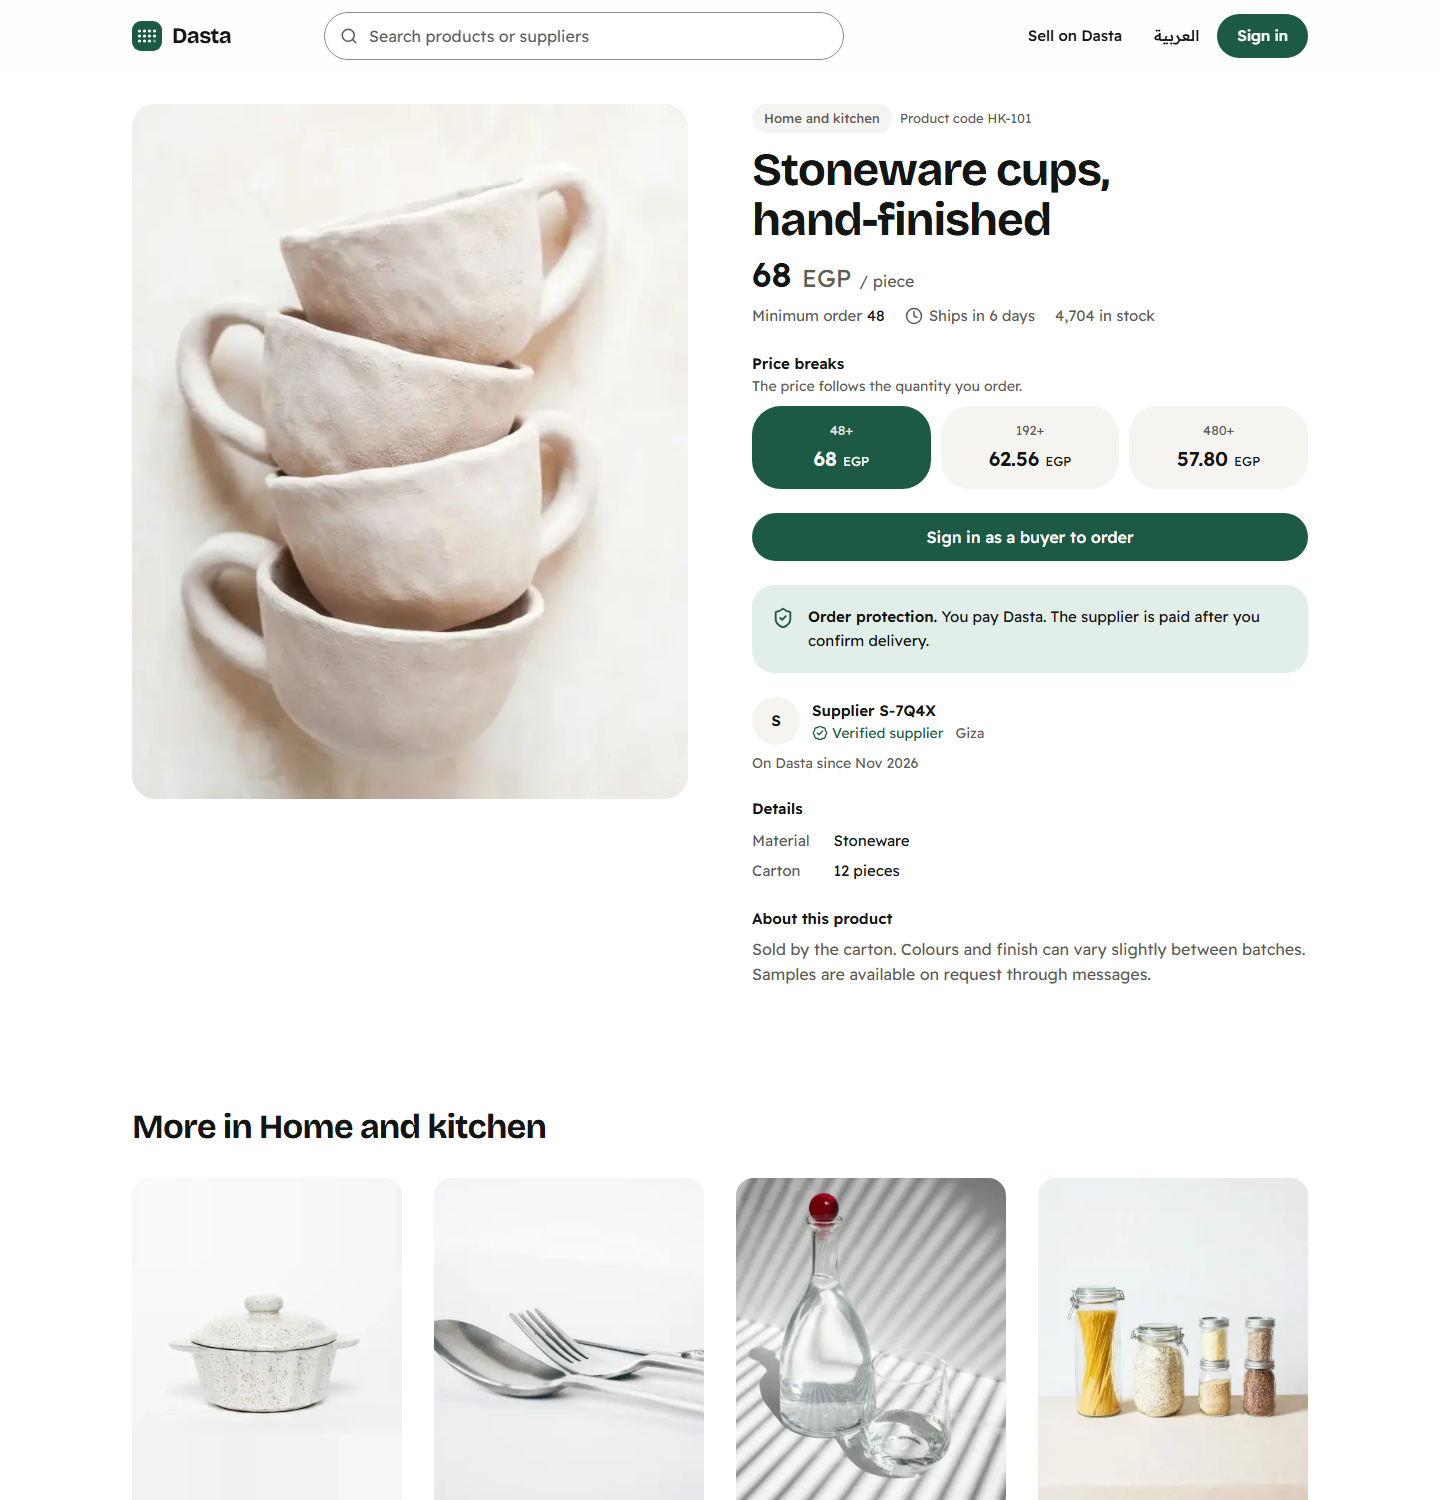 Dasta
Search products or suppliers
Sell on Dasta
العربية
Sign in
Home and kitchen
Product code HK-101
Stoneware cups,
hand-finished
68 EGP / piece
Minimum order 48
Ships in 6 days
4,704 in stock
Price breaks
The price follows the quantity you order.
48+
68 EGP
192+
62.56 EGP
480+
57.80 EGP
Sign in as a buyer to order
Order protection. You pay Dasta. The supplier is paid after you
confirm delivery.
S
Supplier S-7Q4X
Verified supplier
Giza
On Dasta since Nov 2026
Details
Material Stoneware
Carton 12 pieces
About this product
Sold by the carton. Colours and finish can vary slightly between batches.
Samples are available on request through messages.
More in Home and kitchen